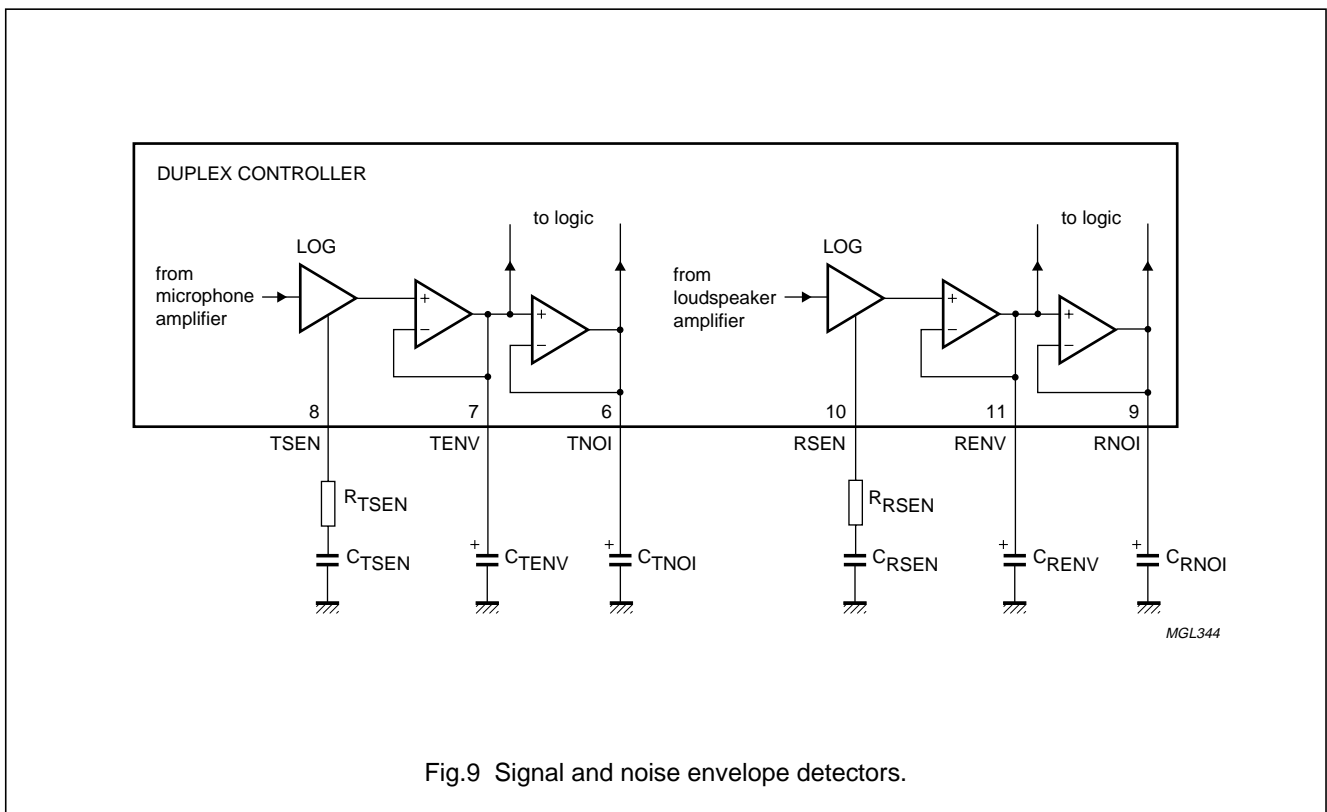 DUPLEX CONTROLLER
to logic
to logic
LOG
LOG
from
microphone
amplifier
from
loudspeaker
amplifier
+
−
+
−
+
−
+
−
8
7
6
10
11
9
TSEN
TENV
TNOI
RSEN
RENV
RNOI
RTSEN
RRSEN
CTSEN
+
CTENV
+
CTNOI
CRSEN
+
CRENV
+
CRNOI
MGL344
Fig.9 Signal and noise envelope detectors.